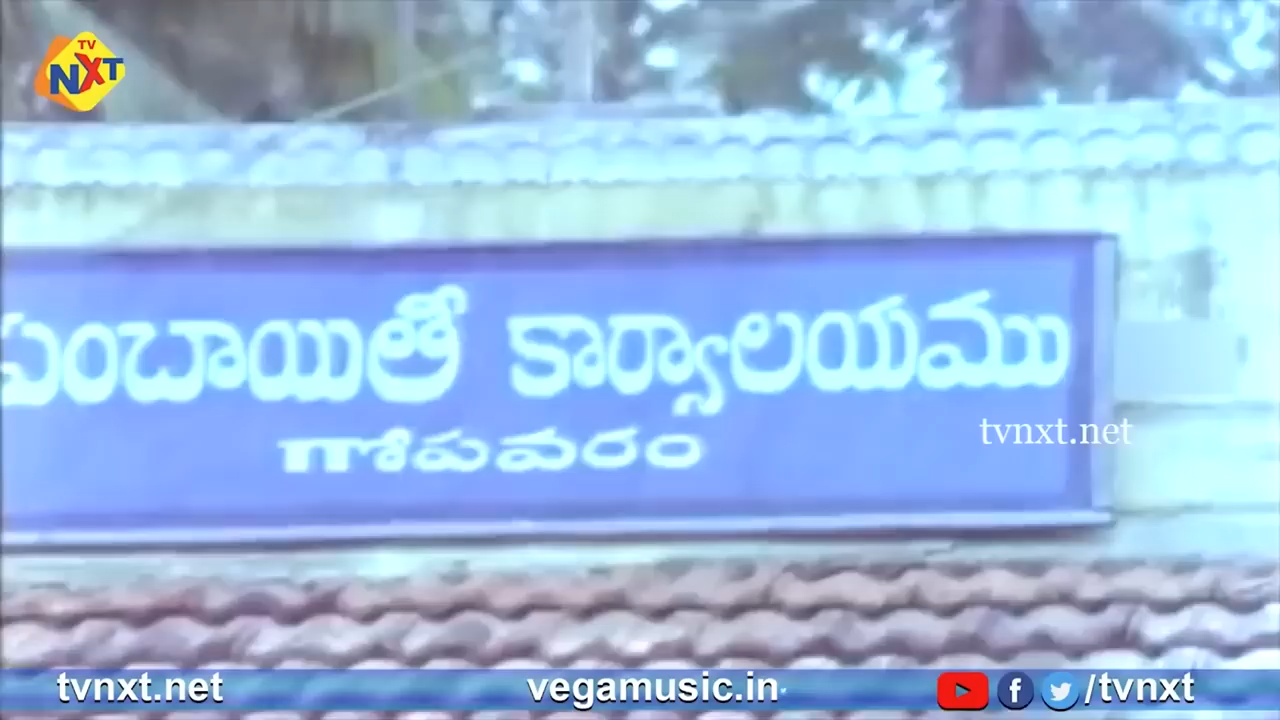 TV
NXT
పంచాయితీ కార్యాలయము
గోపవరం
tvnxt.net
tvnxt.net
vegamusic.in
/tvnxt